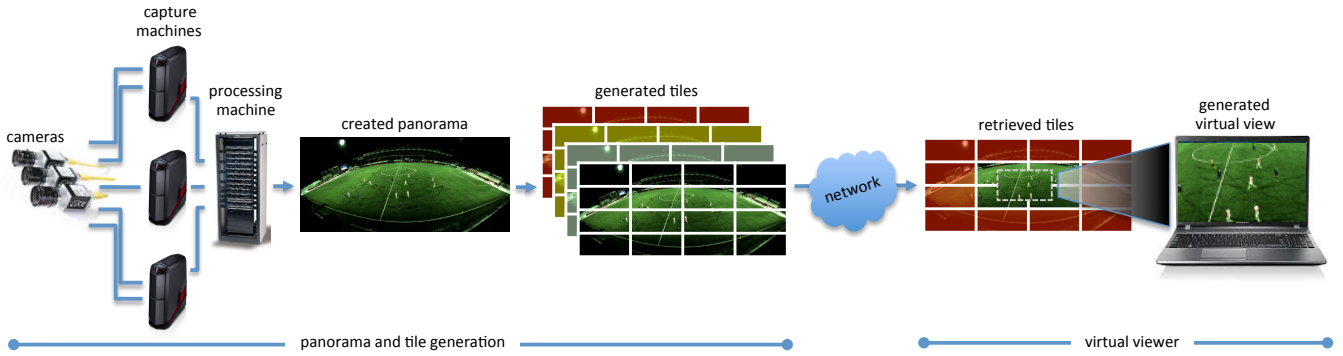 capture
machines
processing
machine
cameras
created panorama
generated tiles
network
retrieved tiles
generated
virtual view
panorama and tile generation
virtual viewer